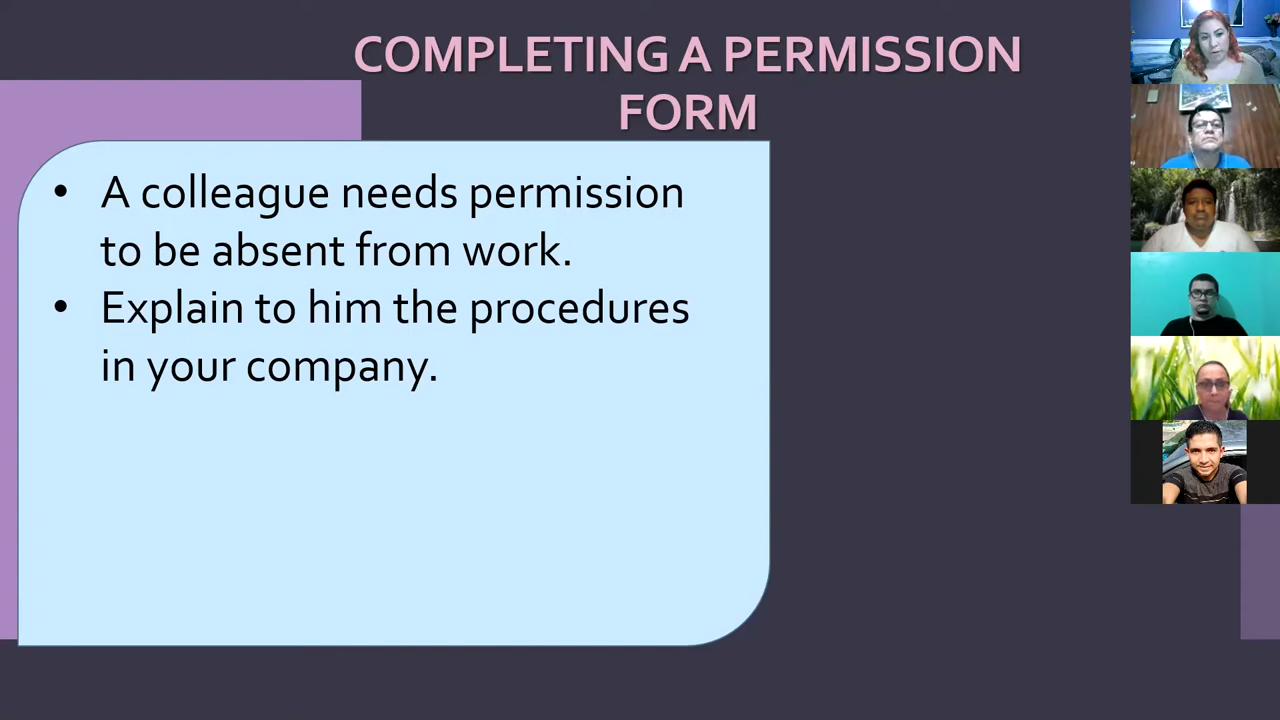 COMPLETING A PERMISSION
FORM
• A colleague needs permission
to be absent from work.
• Explain to him the procedures
in your company.